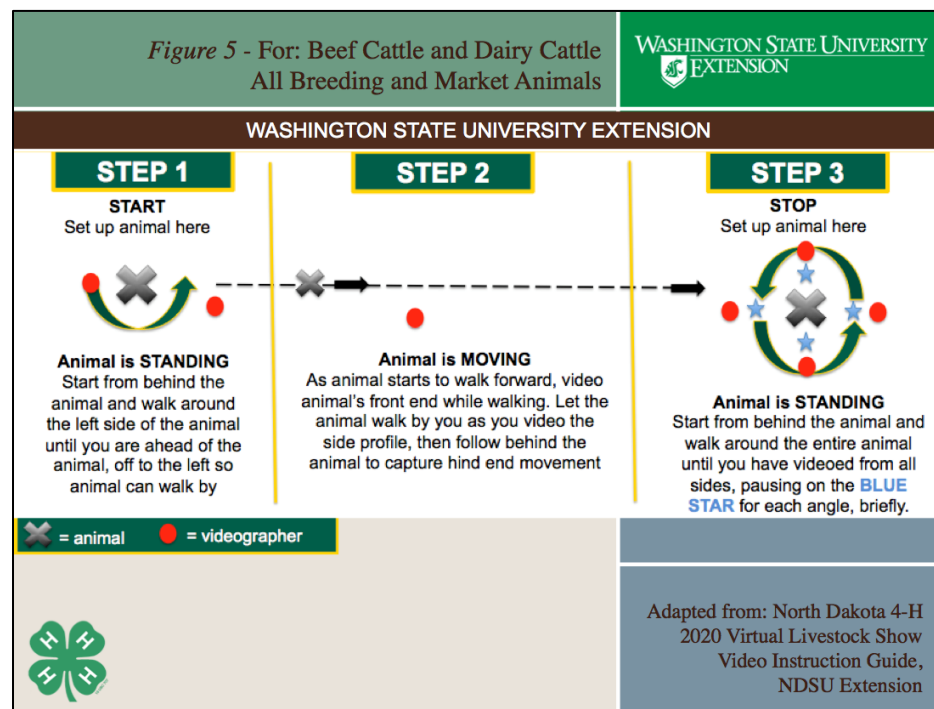 Figure 5 - For: Beef Cattle and Dairy Cattle
All Breeding and Market Animals
WASHINGTON STATE UNIVERSITY
EXTENSION
WASHINGTON STATE UNIVERSITY EXTENSION
STEP 1
START
Set up animal here
Animal is STANDING
Start from behind the
animal and walk around
the left side of the animal
until you are ahead of the
animal, off to the left so
animal can walk by
STEP 2
Animal is MOVING
As animal starts to walk forward, video
animal's front end while walking. Let the
animal walk by you as you video the
side profile, then follow behind the
animal to capture hind end movement
STEP 3
STOP
Set up animal here
Animal is STANDING
Start from behind the animal and
walk around the entire animal
until you have videoed from all
sides, pausing on the BLUE
STAR for each angle, briefly.
= animal
= videographer
H H
H H
Adapted from: North Dakota 4-H
2020 Virtual Livestock Show
Video Instruction Guide,
NDSU Extension